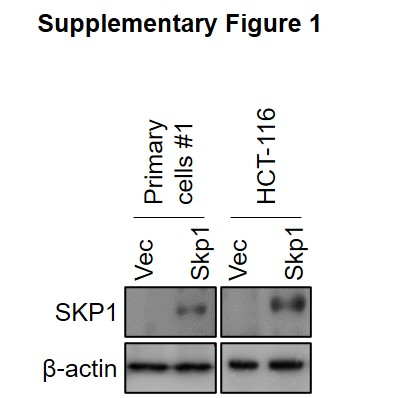 Supplementary Figure 1
Primary
cells #1
HCT-116
Vec
Skp1
Vec
Skp1
SKP1
β-actin